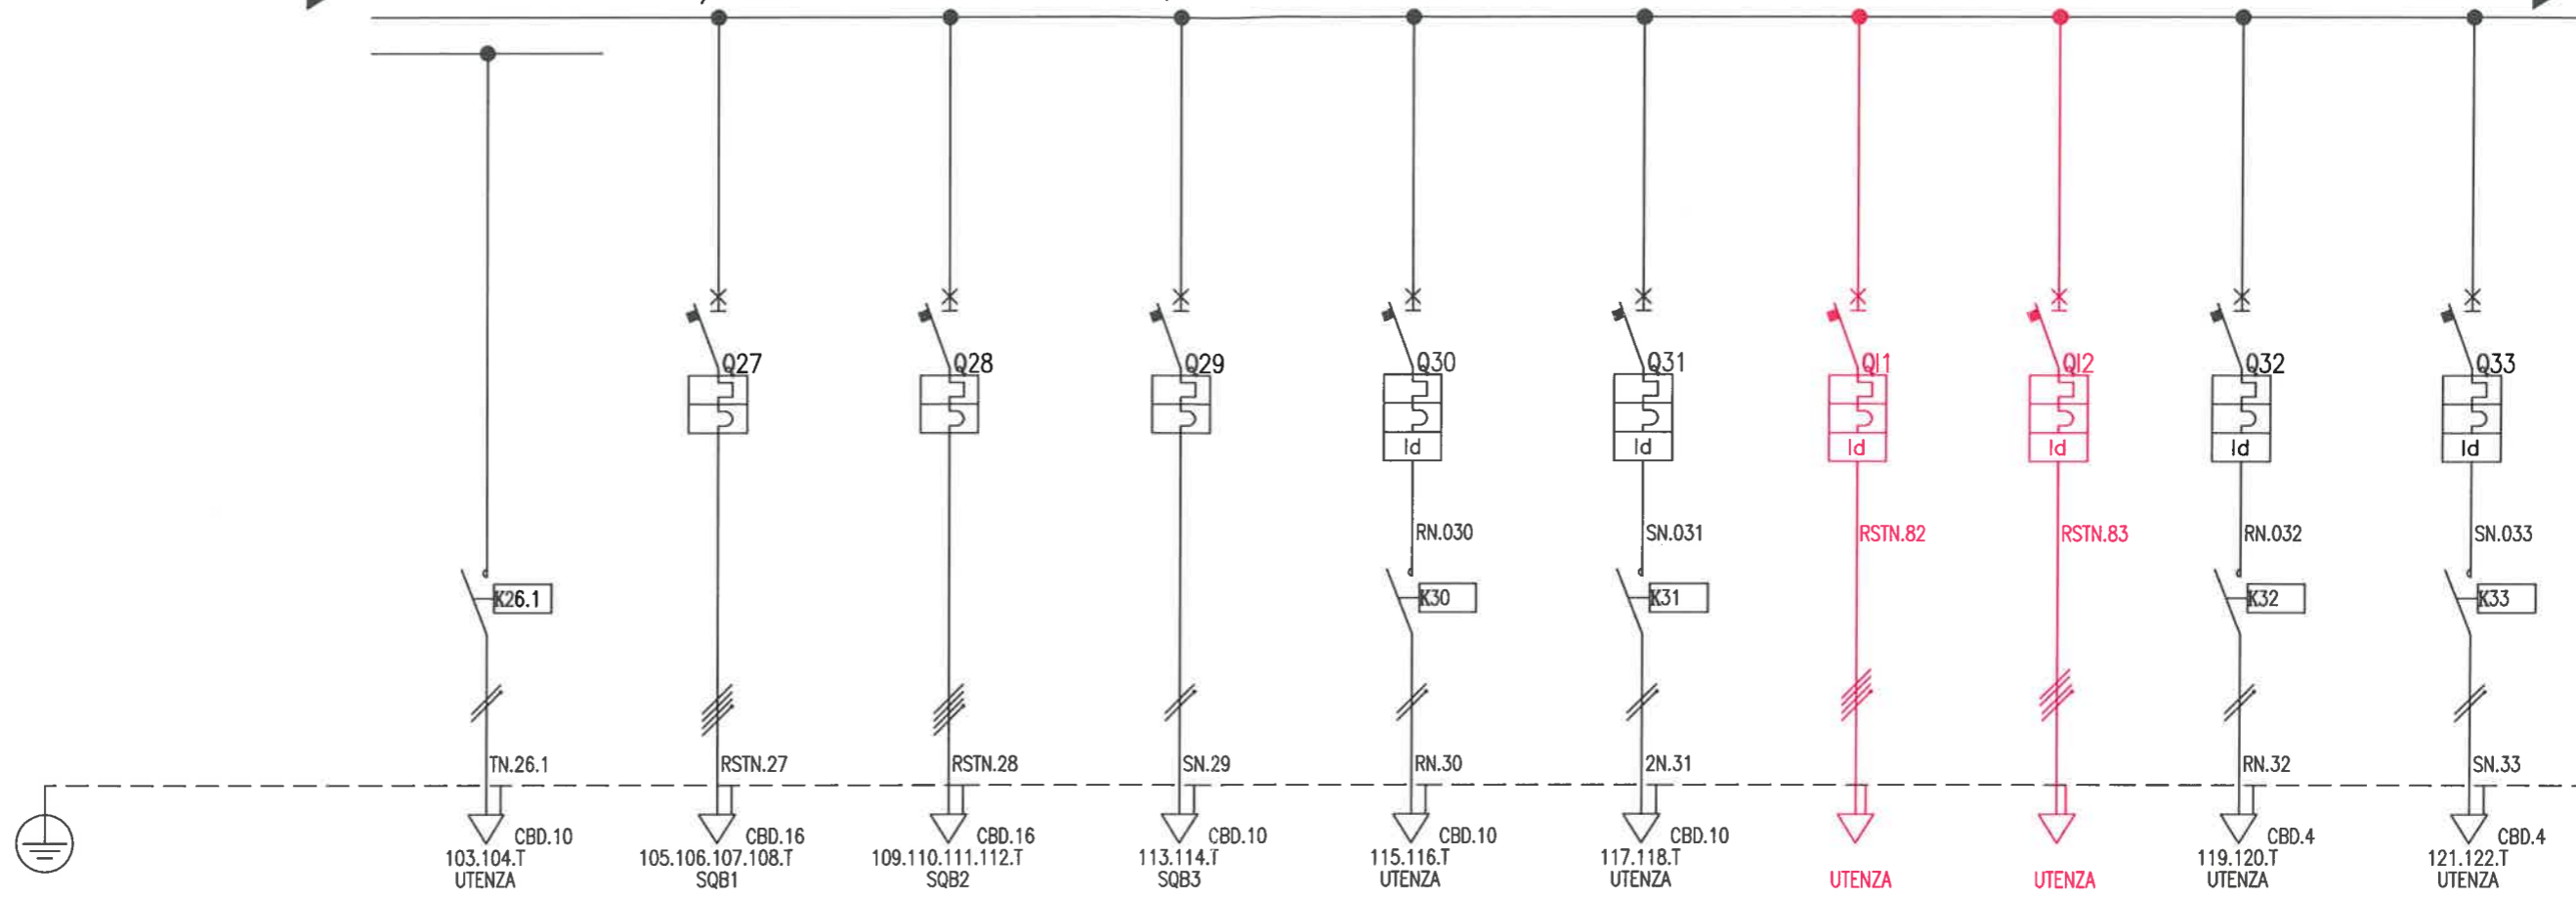 Q27
Q28
Q29
Q30
Q31
QI1
QI2
Q32
Q33
Id
Id
Id
Id
Id
Id
RN.030
SN.031
RSTN.82
RSTN.83
RN.032
SN.033
K26.1
K30
K31
K32
K33
TN.26.1
RSTN.27
RSTN.28
SN.29
RN.30
2N.31
RN.32
SN.33
CBD.10
CBD.16
CBD.16
CBD.10
CBD.10
CBD.10
CBD.4
CBD.4
103.104.T
105.106.107.108.T
109.110.111.112.T
113.114.T
115.116.T
117.118.T
119.120.T
121.122.T
UTENZA
SQB1
SQB2
SQB3
UTENZA
UTENZA
UTENZA
UTENZA
UTENZA
UTENZA